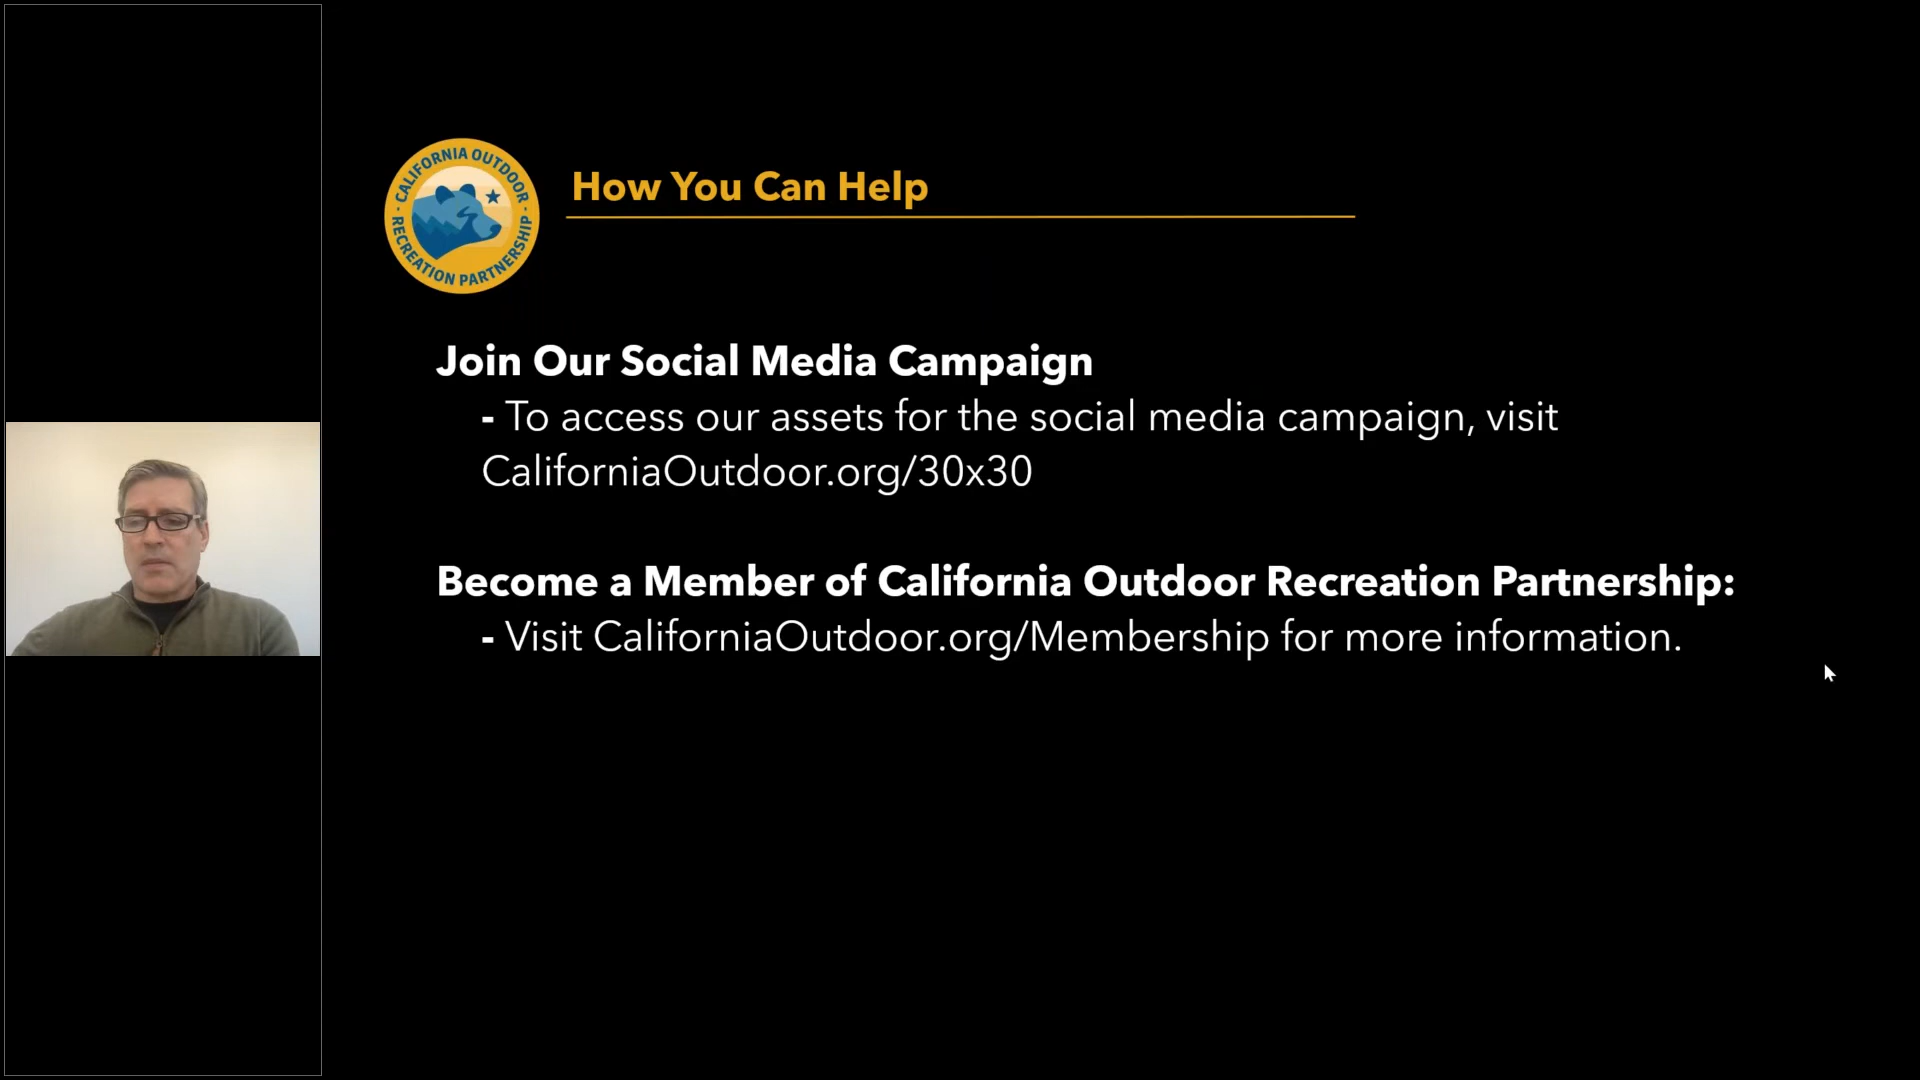 CALIFORNIA OUTDOOR
RECREATION PARTNERSHIP
How You Can Help
Join Our Social Media Campaign
- To access our assets for the social media campaign, visit
CaliforniaOutdoor.org/30x30
Become a Member of California Outdoor Recreation Partnership:
- Visit CaliforniaOutdoor.org/Membership for more information.